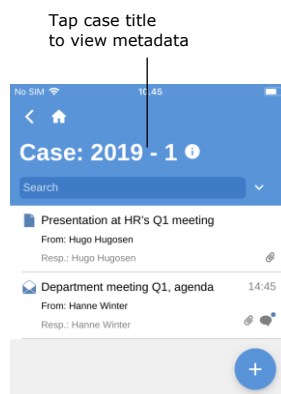 Tap case title
to view metadata
No SIM 10.45
Case: 2019 - 1
Search
Presentation at HR's Q1 meeting
From: Hugo Hugosen
Resp.: Hugo Hugosen
Department meeting Q1, agenda 14:45
From: Hanne Winter
Resp.: Hanne Winter